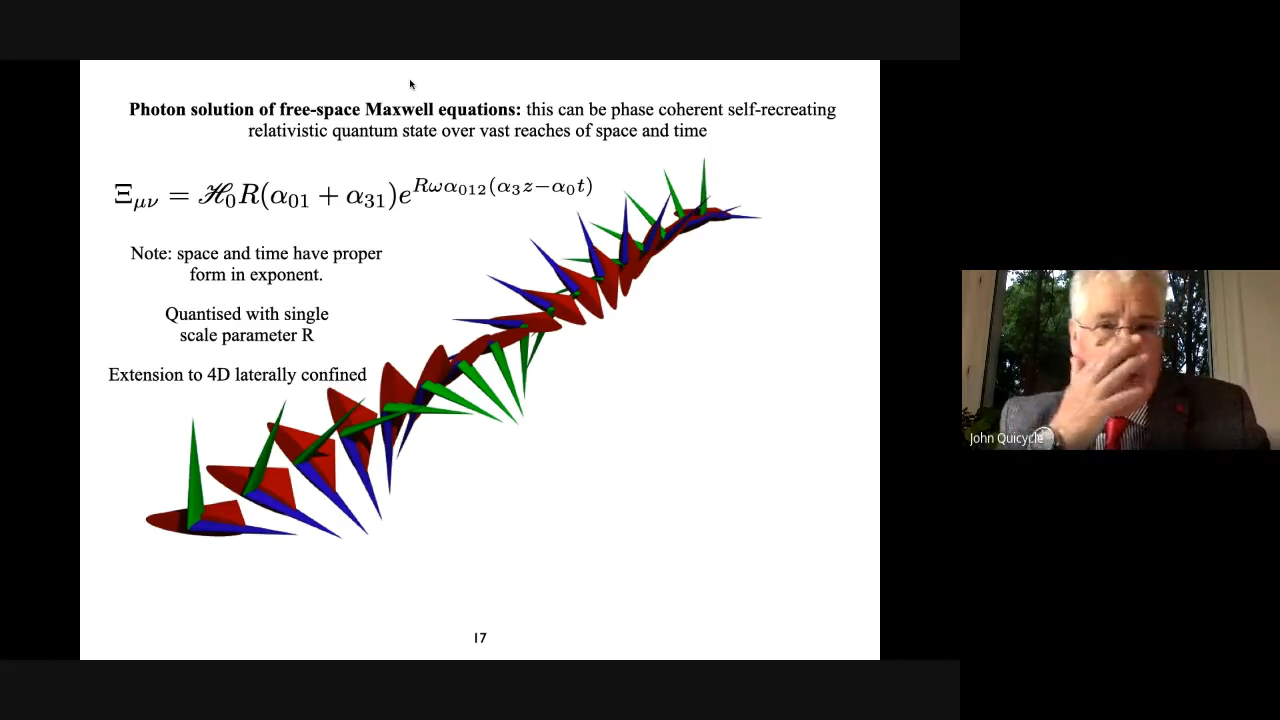 Photon solution of free-space Maxwell equations: this can be phase coherent self-recreating
relativistic quantum state over vast reaches of space and time
Ξμν = ℋ₀R(α₀₁ + α₃₁)e^{Rωα₀₁₂(α₃z−α₀t)}
Note: space and time have proper
form in exponent.
Quantised with single
scale parameter R
Extension to 4D laterally confined
John Quicycle
17